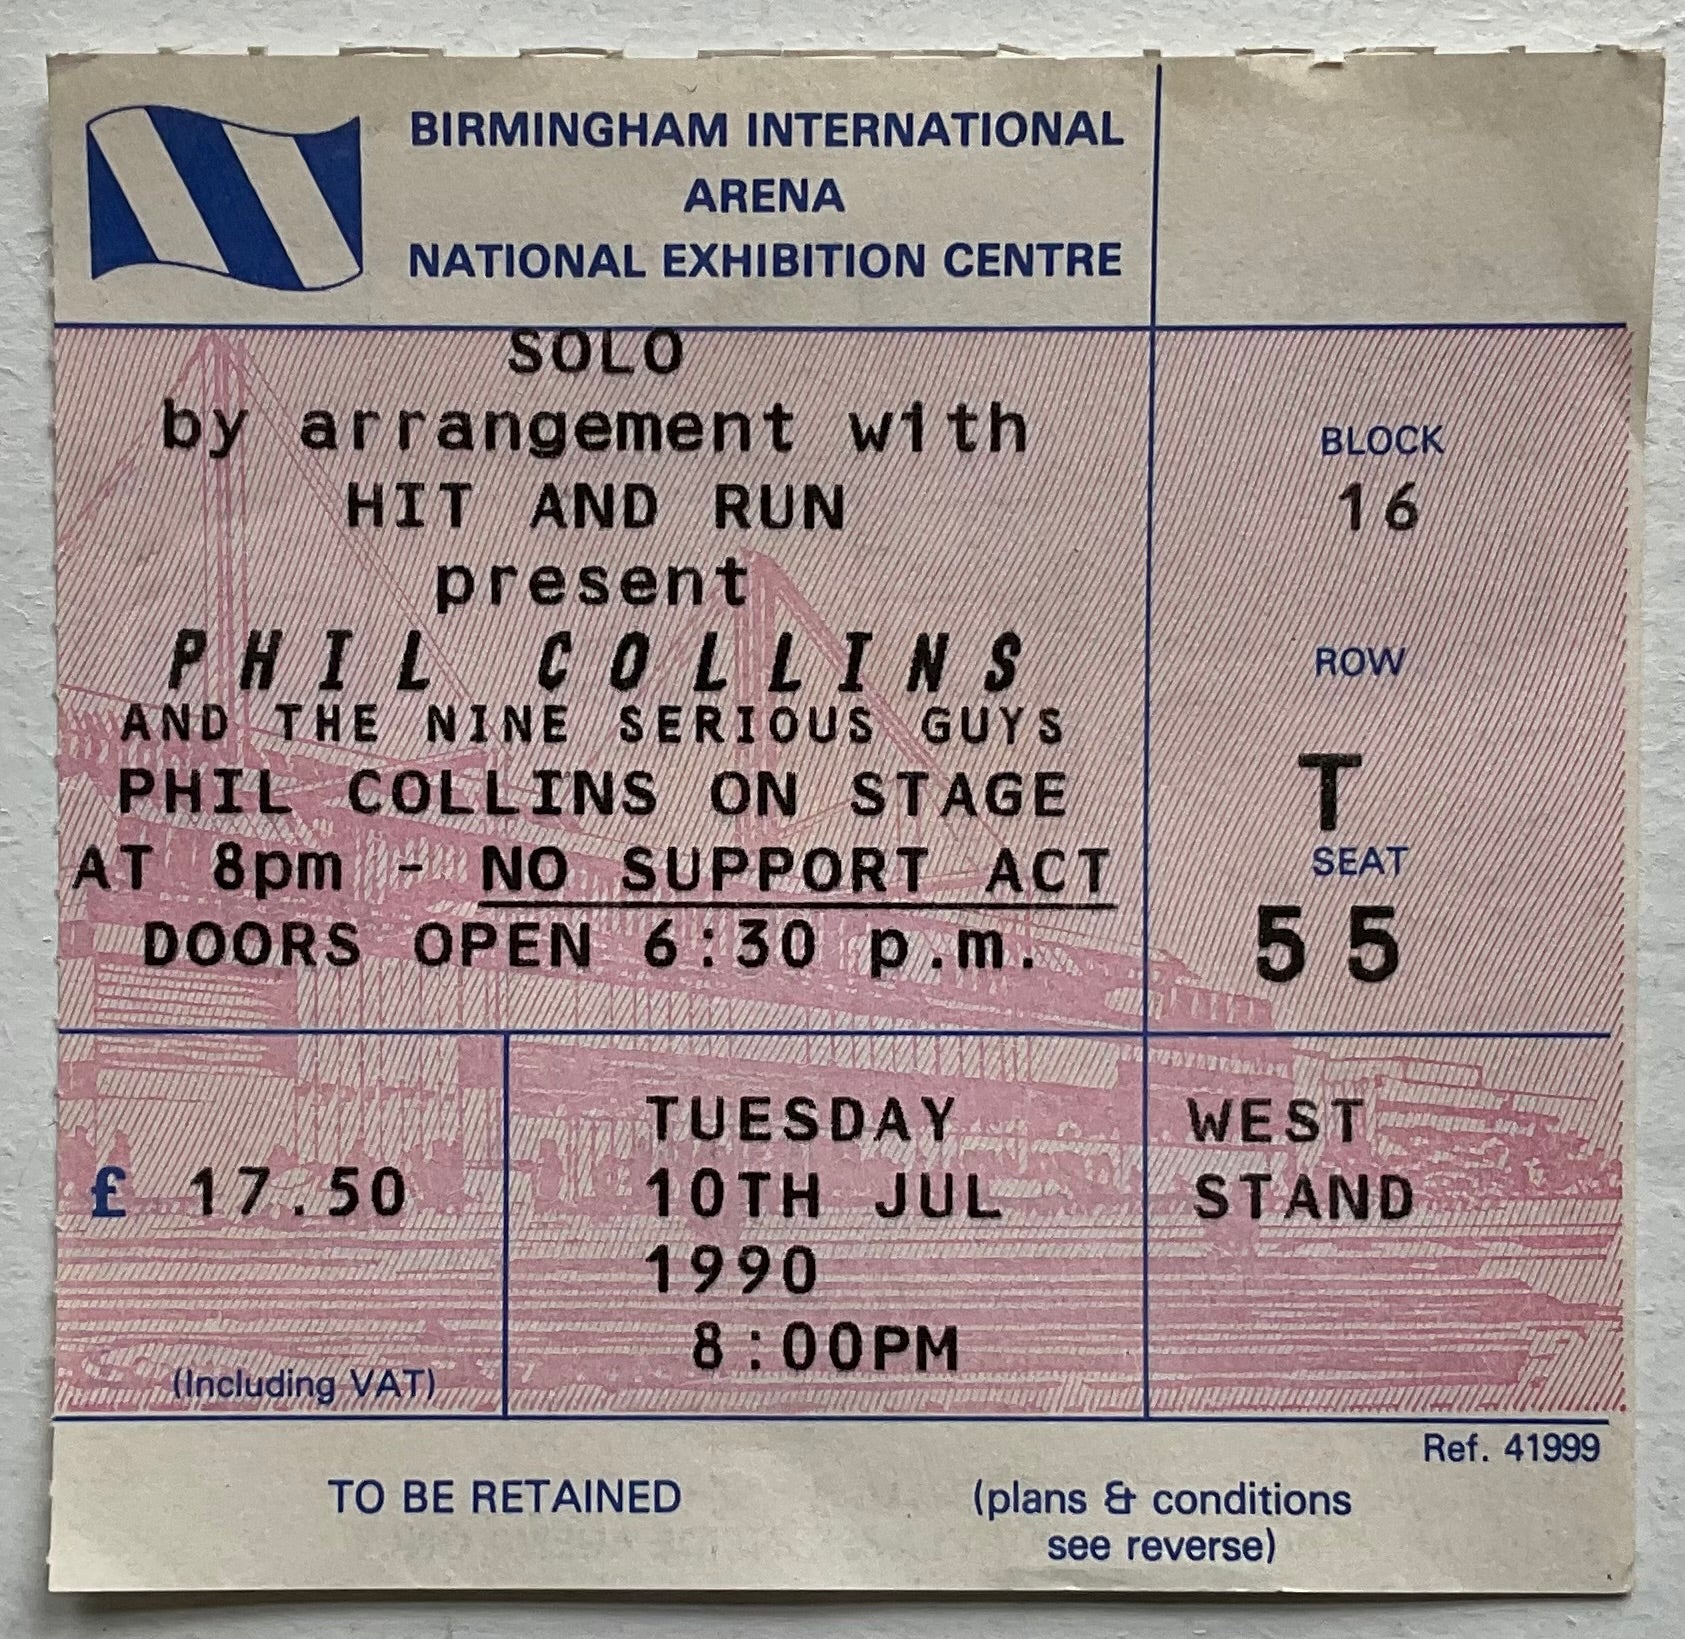 BIRMINGHAM INTERNATIONAL
ARENA
NATIONAL EXHIBITION CENTRE
SOLO
by arrangement with
HIT AND RUN
present
PHIL COLLINS
AND THE NINE SERIOUS GUYS
PHIL COLLINS ON STAGE
AT 8pm - NO SUPPORT ACT
DOORS OPEN 6:30 p.m.
BLOCK
16
ROW
T
SEAT
55
£ 17.50
(Including VAT)
TUESDAY
10TH JUL
1990
8:00PM
WEST
STAND
Ref. 41999
TO BE RETAINED
(plans & conditions
see reverse)